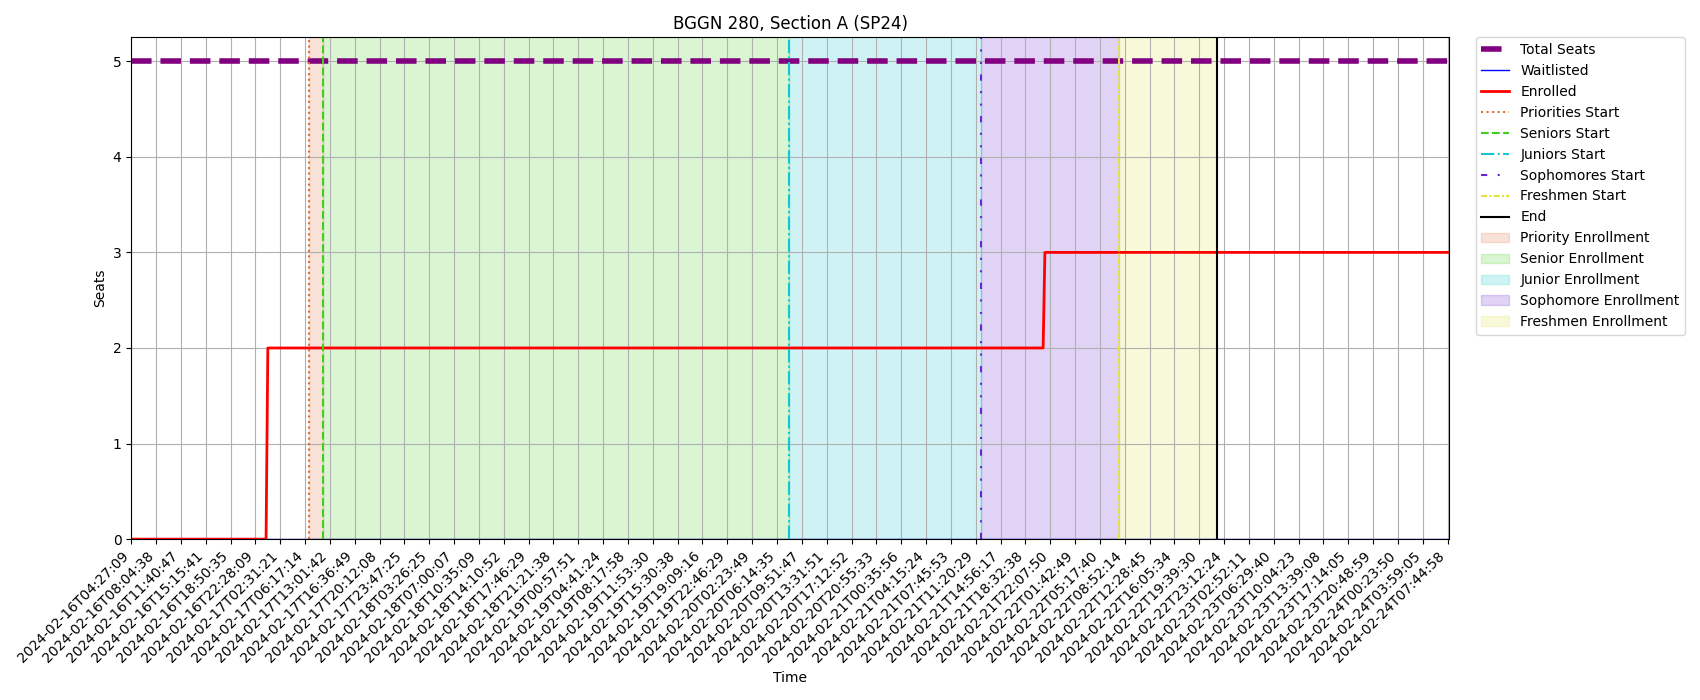 BGGN 280, Section A (SP24)
Total Seats
Waitlisted
Enrolled
Priorities Start
Seniors Start
Juniors Start
Sophomores Start
Freshmen Start
End
Priority Enrollment
Senior Enrollment
Junior Enrollment
Sophomore Enrollment
Freshmen Enrollment
Seats
5
4
3
2
1
0
2024-02-16T04:27:09
2024-02-16T08:04:38
2024-02-16T11:40:47
2024-02-16T15:15:41
2024-02-16T18:50:35
2024-02-16T22:28:09
2024-02-17T02:31:21
2024-02-17T06:17:14
2024-02-17T13:01:42
2024-02-17T16:36:49
2024-02-17T20:12:08
2024-02-17T23:47:25
2024-02-18T03:26:25
2024-02-18T07:00:07
2024-02-18T10:35:09
2024-02-18T14:10:52
2024-02-18T17:46:29
2024-02-18T21:21:38
2024-02-19T00:57:51
2024-02-19T04:41:24
2024-02-19T08:17:58
2024-02-19T11:53:30
2024-02-19T15:30:38
2024-02-19T19:09:16
2024-02-19T22:46:29
2024-02-20T02:23:49
2024-02-20T06:14:35
2024-02-20T09:51:47
2024-02-20T13:31:51
2024-02-20T17:12:52
2024-02-20T20:55:33
2024-02-21T00:35:56
2024-02-21T04:15:24
2024-02-21T07:45:53
2024-02-21T11:20:29
2024-02-21T14:56:17
2024-02-21T18:32:38
2024-02-21T22:07:50
2024-02-22T01:42:49
2024-02-22T05:17:40
2024-02-22T08:52:14
2024-02-22T12:28:45
2024-02-22T16:05:34
2024-02-22T19:39:30
2024-02-22T23:12:24
2024-02-23T02:52:11
2024-02-23T06:29:40
2024-02-23T10:04:23
2024-02-23T13:39:08
2024-02-23T17:14:05
2024-02-23T20:48:59
2024-02-24T00:23:50
2024-02-24T03:59:05
2024-02-24T07:44:58
Time